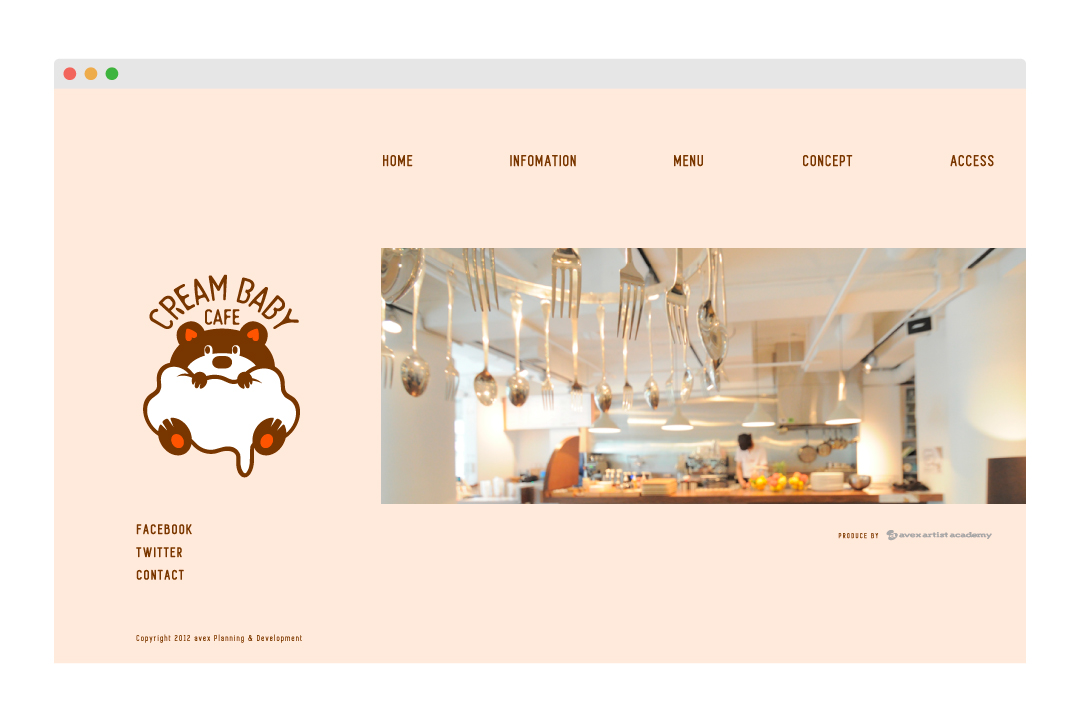 HOME
INFOMATION
MENU
CONCEPT
ACCESS
CREAM BABY
CAFE
FACEBOOK
TWITTER
CONTACT
PRODUCE BY avex artist academy
Copyright 2012 avex Planning & Development